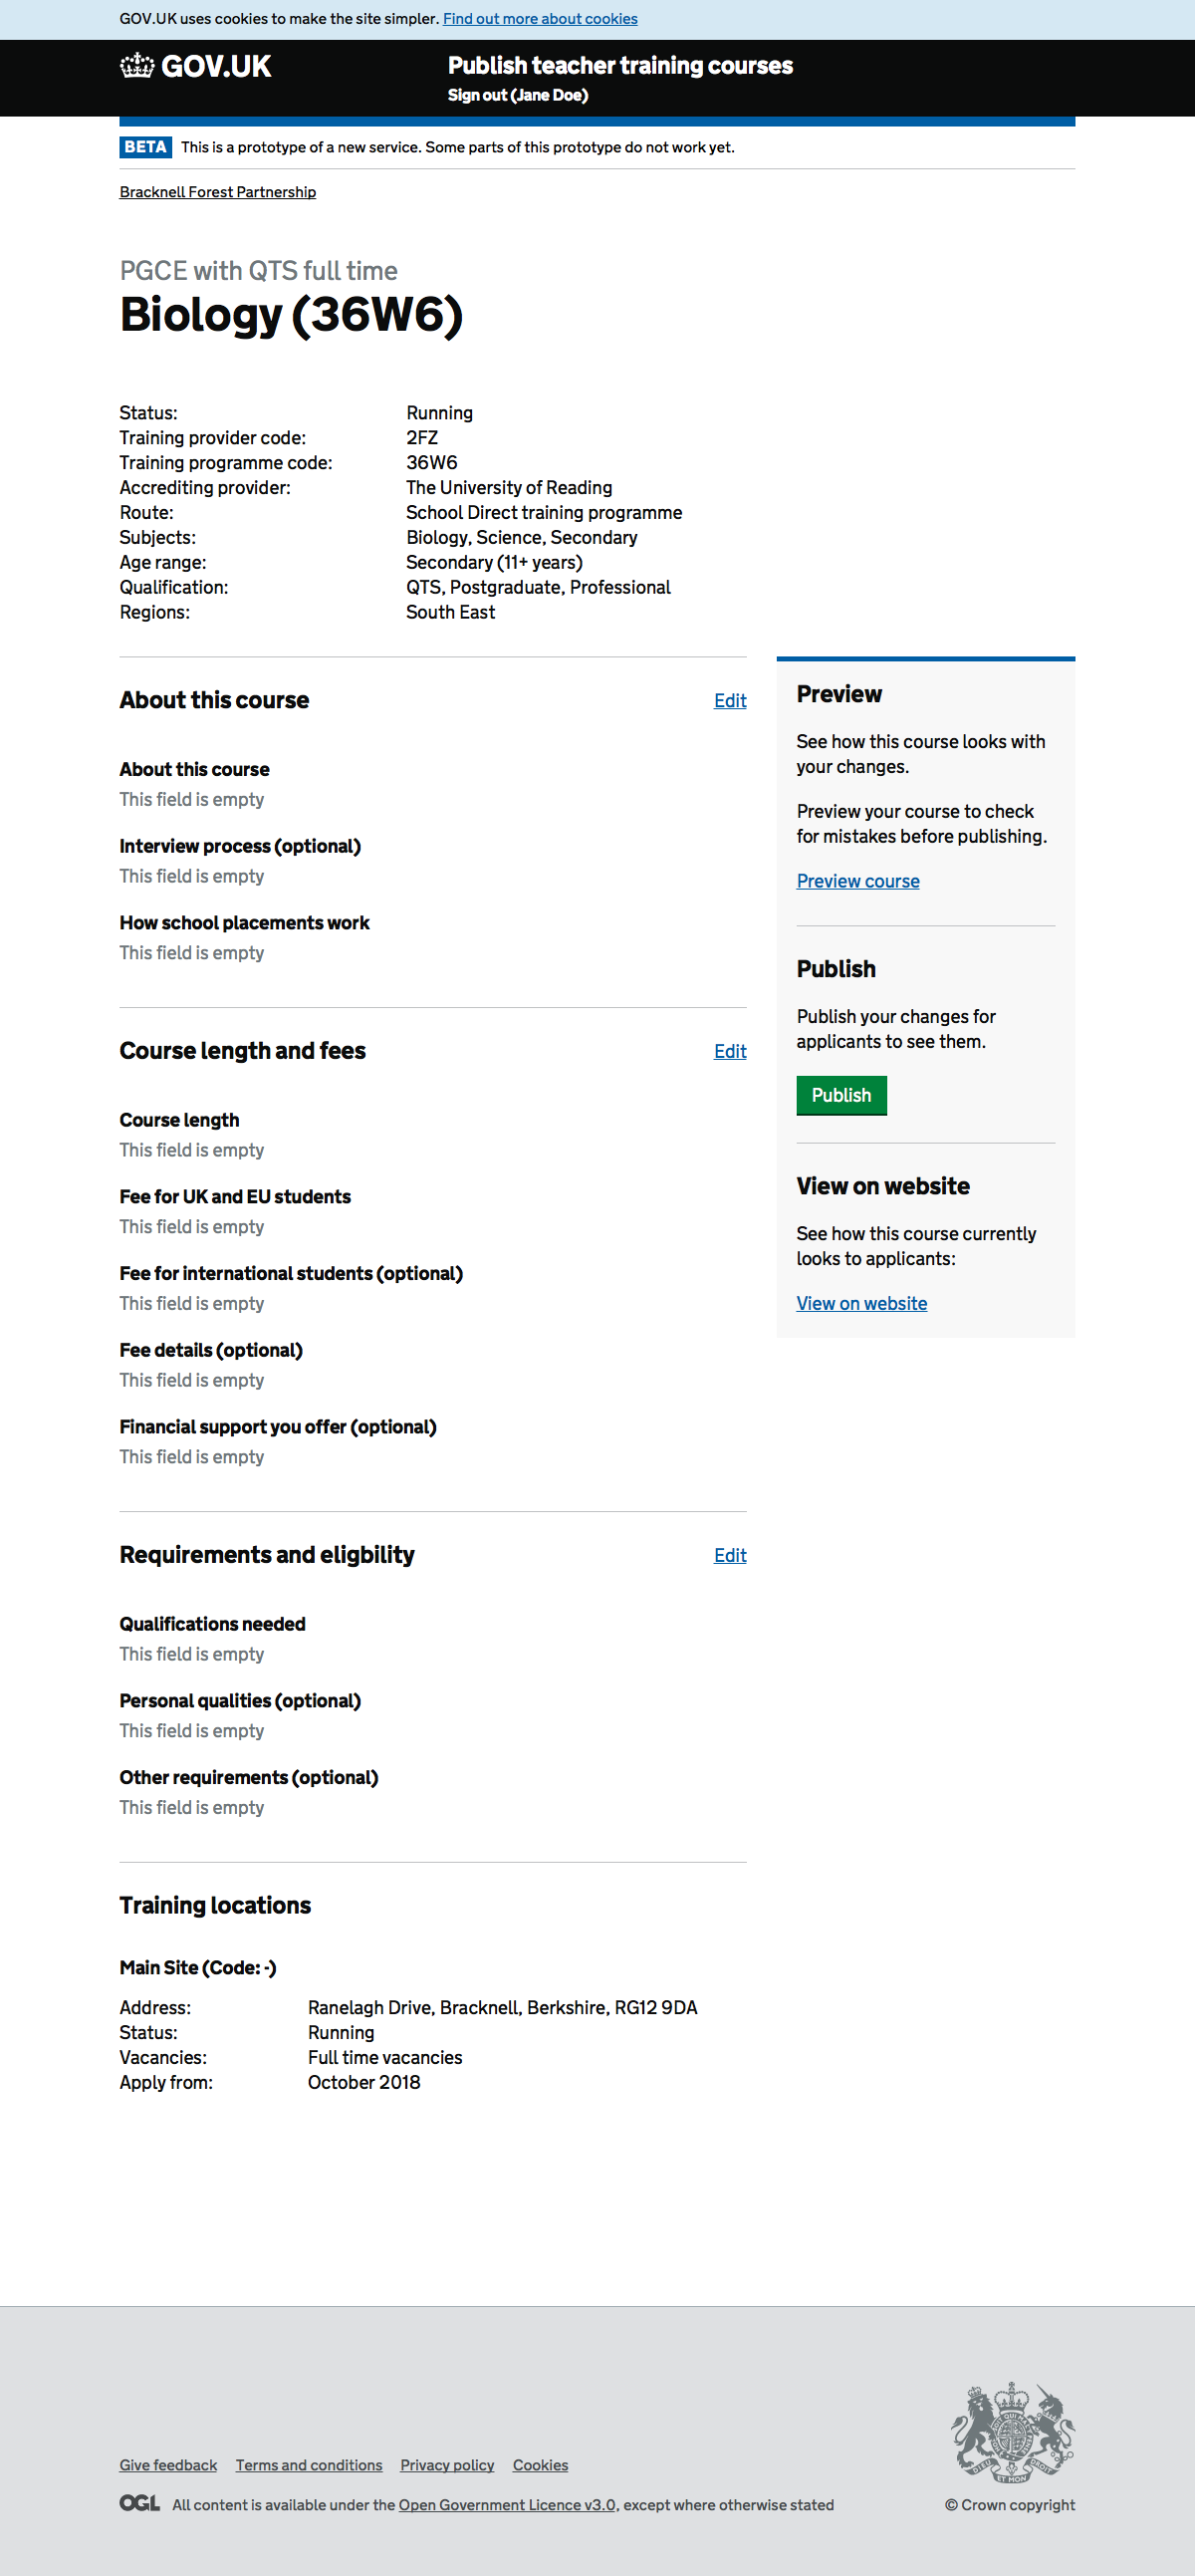 GOV.UK uses cookies to make the site simpler. Find out more about cookies
GOV.UK
Publish teacher training courses
Sign out (Jane Doe)
BETA This is a prototype of a new service. Some parts of this prototype do not work yet.
Bracknell Forest Partnership
PGCE with QTS full time
Biology (36W6)
Status: Running
Training provider code: 2FZ
Training programme code: 36W6
Accrediting provider: The University of Reading
Route: School Direct training programme
Subjects: Biology, Science, Secondary
Age range: Secondary (11+ years)
Qualification: QTS, Postgraduate, Professional
Regions: South East
About this course Edit
About this course
This field is empty
Interview process (optional)
This field is empty
How school placements work
This field is empty
Course length and fees Edit
Course length
This field is empty
Fee for UK and EU students
This field is empty
Fee for international students (optional)
This field is empty
Fee details (optional)
This field is empty
Financial support you offer (optional)
This field is empty
Requirements and eligbility Edit
Qualifications needed
This field is empty
Personal qualities (optional)
This field is empty
Other requirements (optional)
This field is empty
Training locations
Main Site (Code: -)
Address: Ranelagh Drive, Bracknell, Berkshire, RG12 9DA
Status: Running
Vacancies: Full time vacancies
Apply from: October 2018
Preview
See how this course looks with
your changes.
Preview your course to check
for mistakes before publishing.
Preview course
Publish
Publish your changes for
applicants to see them.
Publish
View on website
See how this course currently
looks to applicants:
View on website
Give feedback Terms and conditions Privacy policy Cookies
OGL All content is available under the Open Government Licence v3.0, except where otherwise stated
DIEU ET MON DROIT
© Crown copyright